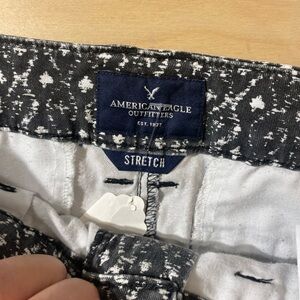 AMERICAN EAGLE
OUTFITTERS
EST. 1977
STRETCH